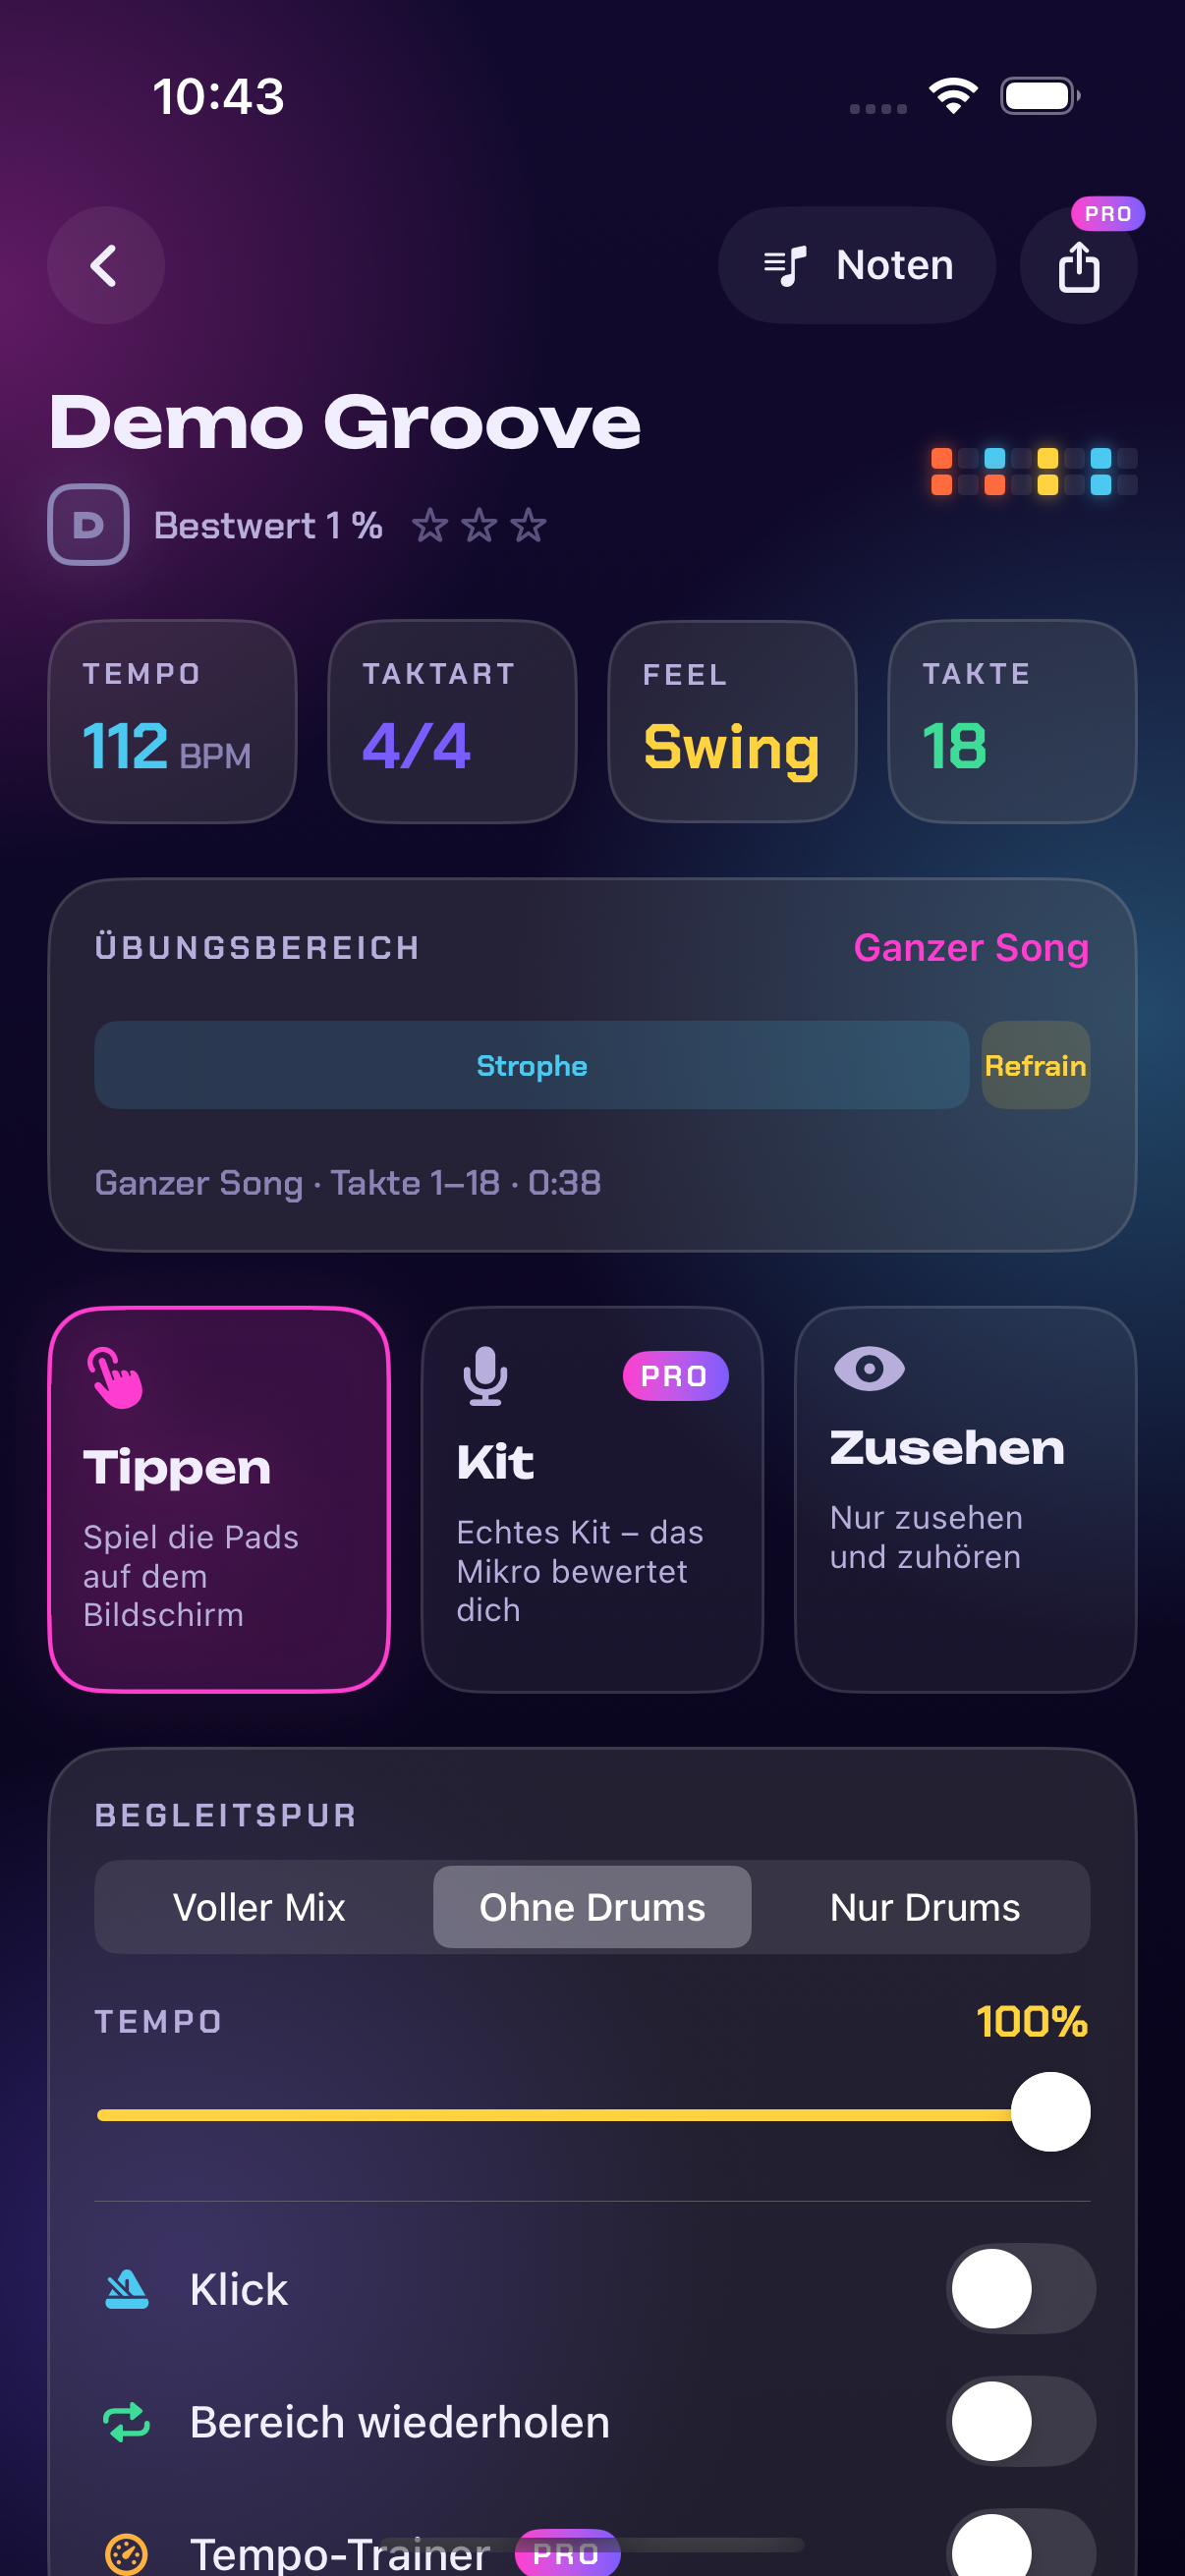 10:43
PRO
Noten
Demo Groove
D Bestwert 1 %
TEMPO
112 BPM
TAKTART
4/4
FEEL
Swing
TAKTE
18
ÜBUNGSBEREICH
Ganzer Song
Strophe
Refrain
Ganzer Song · Takte 1–18 · 0:38
Tippen
Spiel die Pads
auf dem
Bildschirm
PRO
Kit
Echtes Kit – das
Mikro bewertet
dich
Zusehen
Nur zusehen
und zuhören
BEGLEITSPUR
Voller Mix
Ohne Drums
Nur Drums
TEMPO
100%
Klick
Bereich wiederholen
Tempo-Trainer PRO